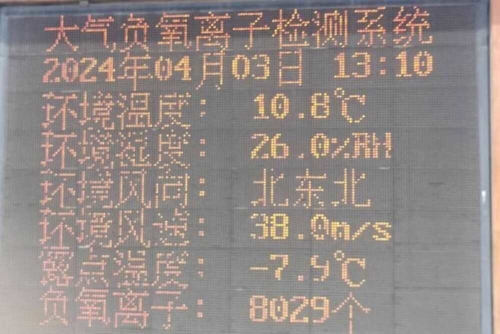 大气负氧离子检测系统
2024年04月03日 13:10
环境温度: 10.8℃
环境湿度: 26.0%RH
环境风向: 北东北
环境风速: 38.0m/s
露点温度: -7.9℃
负氧离子: 8029个